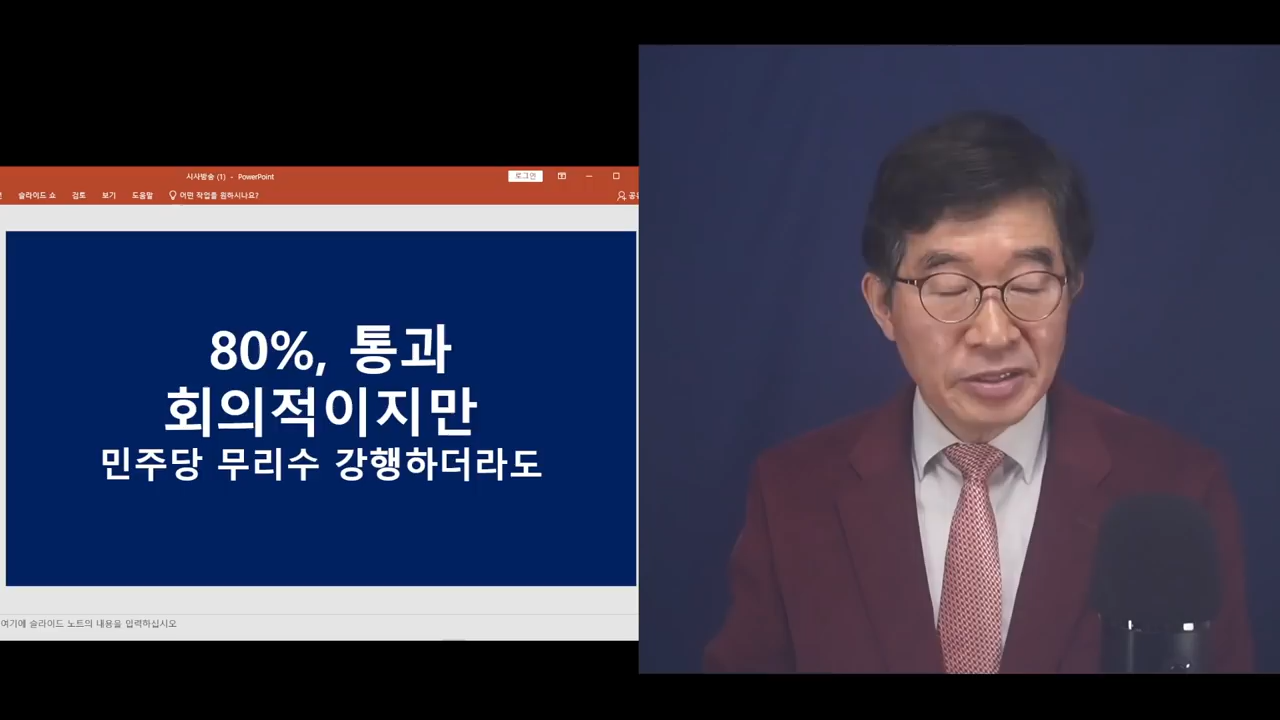 시사방송 (1) - PowerPoint
로그인
슬라이드 쇼 검토 보기 도움말 어떤 작업을 원하시나요?
80%, 통과
회의적이지만
민주당 무리수 강행하더라도
여기에 슬라이드 노트의 내용을 입력하십시오